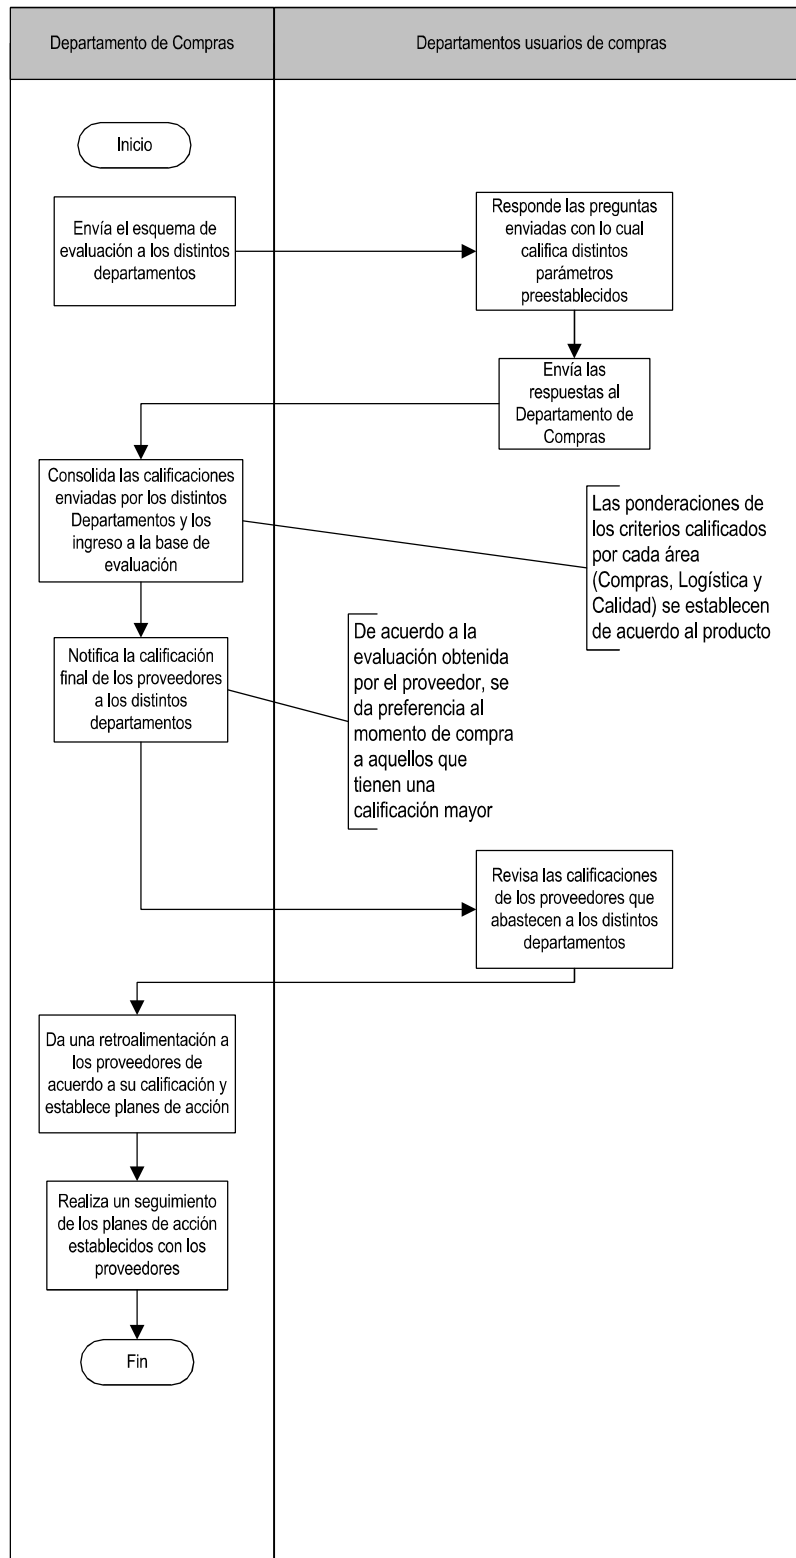 Departamento de Compras
Departamentos usuarios de compras
Inicio
Envía el esquema de
evaluación a los distintos
departamentos
Responde las preguntas
enviadas con lo cual
califica distintos
parámetros
preestablecidos
Envía las
respuestas al
Departamento de
Compras
Consolida las calificaciones
enviadas por los distintos
Departamentos y los
ingreso a la base de
evaluación
Las ponderaciones de
los criterios calificados
por cada área
(Compras, Logística y
Calidad) se establecen
de acuerdo al producto
Notifica la calificación
final de los proveedores
a los distintos
departamentos
De acuerdo a la
evaluación obtenida
por el proveedor, se
da preferencia al
momento de compra
a aquellos que
tienen una
calificación mayor
Revisa las calificaciones
de los proveedores que
abastecen a los distintos
departamentos
Da una retroalimentación a
los proveedores de
acuerdo a su calificación y
establece planes de acción
Realiza un seguimiento
de los planes de acción
establecidos con los
proveedores
Fin